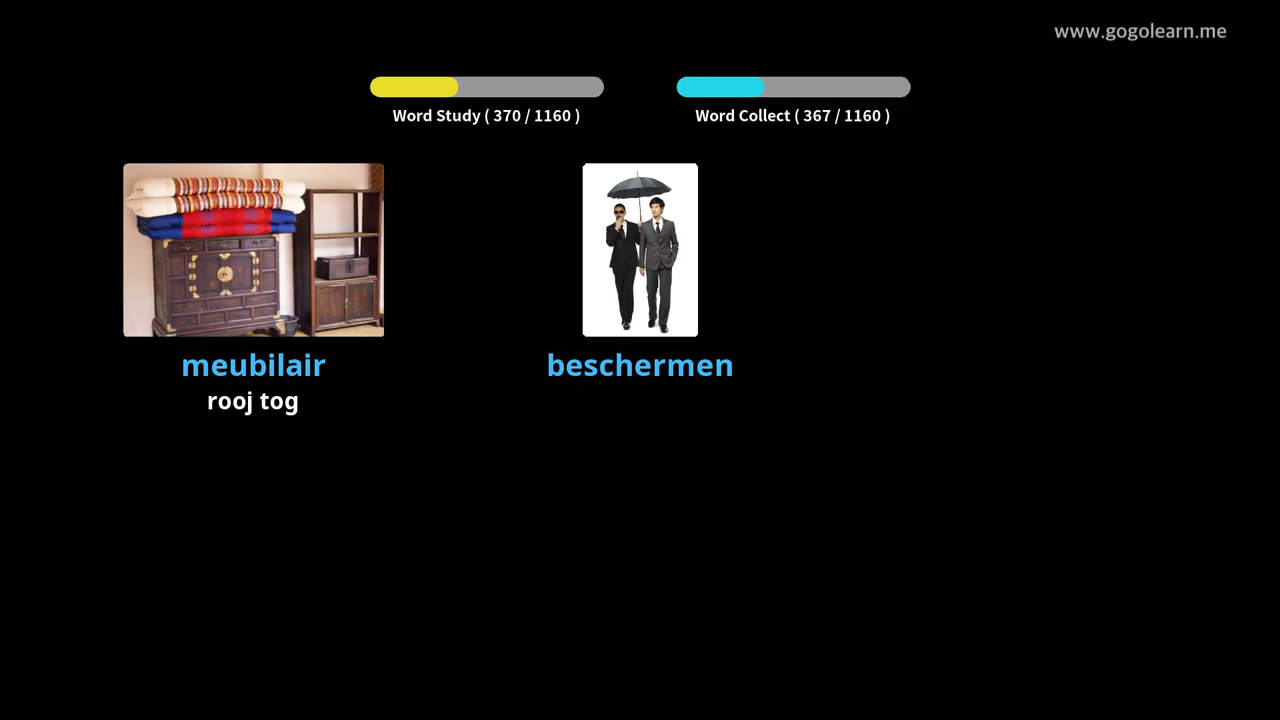 www.gogolearn.me
Word Study ( 370 / 1160 )
Word Collect ( 367 / 1160 )
meubilair
rooj tog
beschermen